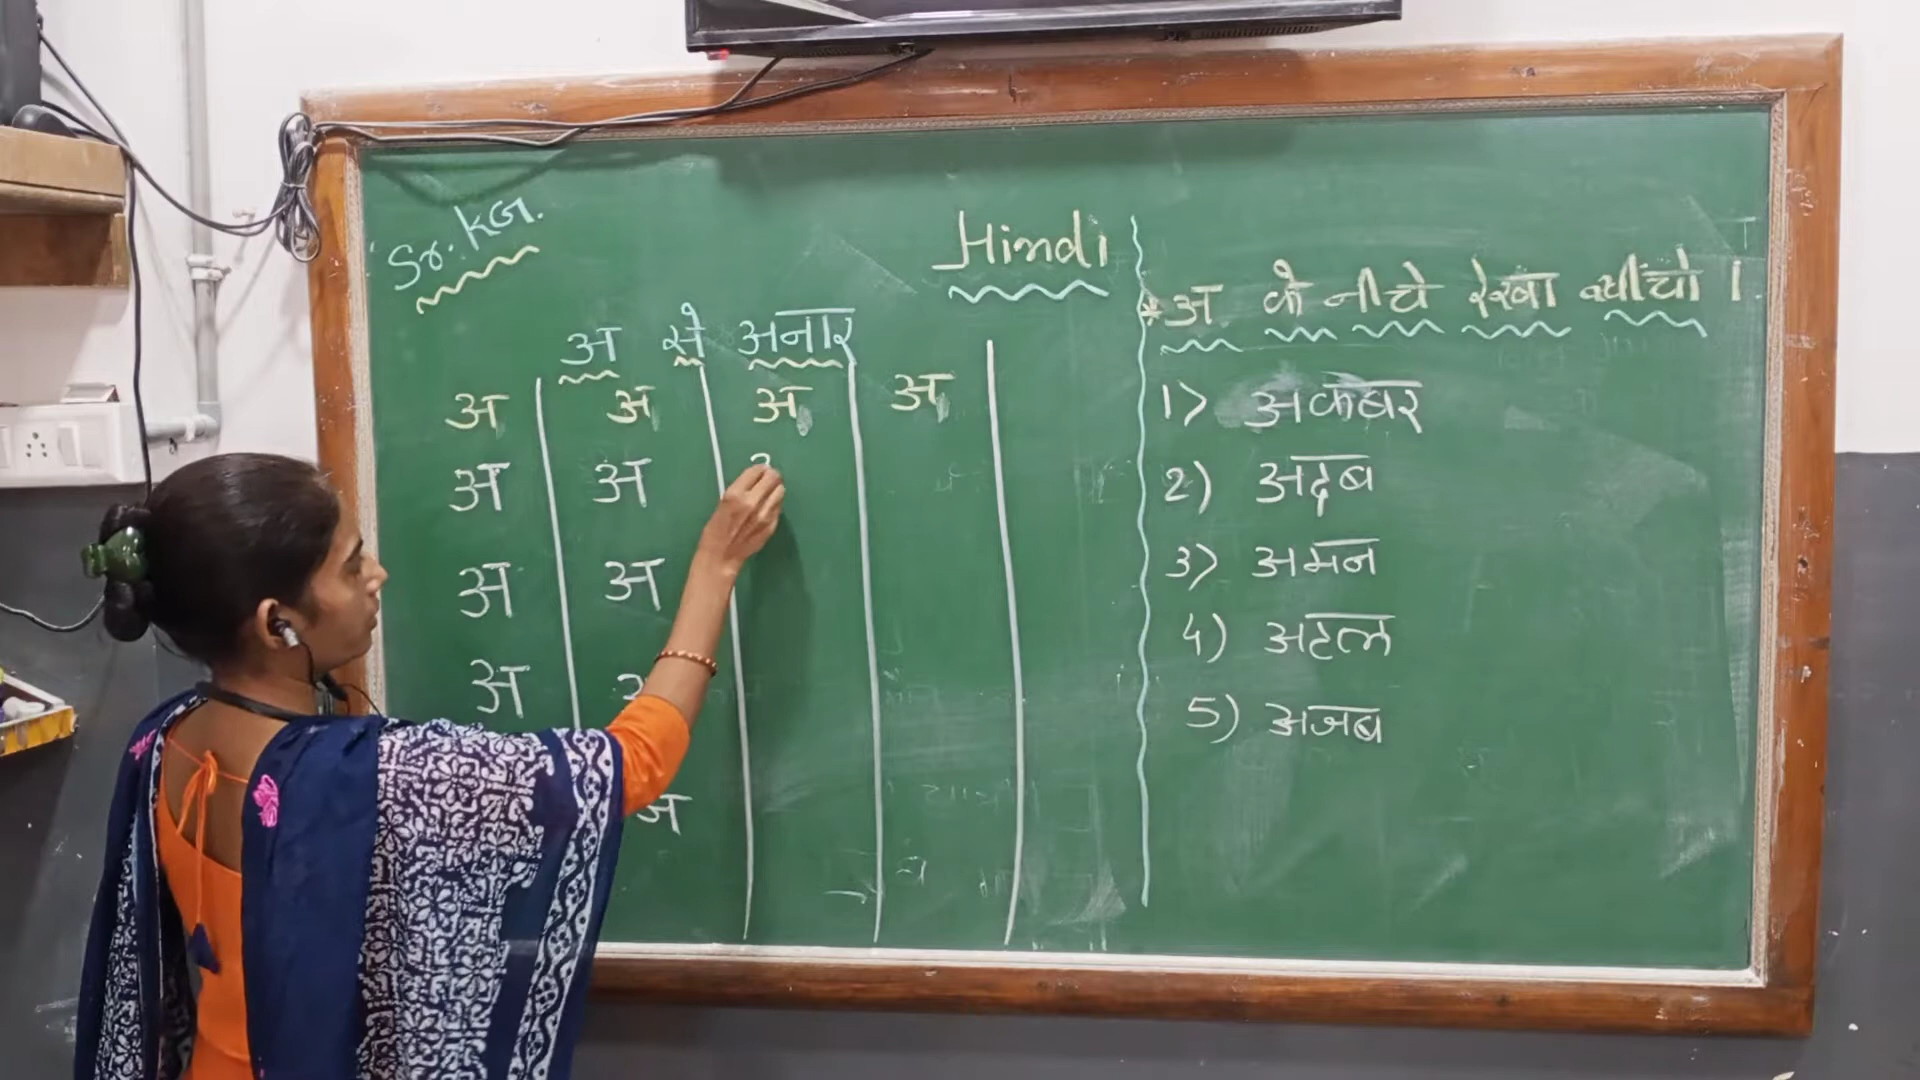 Sr. KG.
Hindi
अ से अनार
अ अ अ अ
अ अ
अ अ
अ
*अ के नीचे रेखा खींचो।
1> अकबर
2) अदब
3> अमन
4) अटल
5) अजब